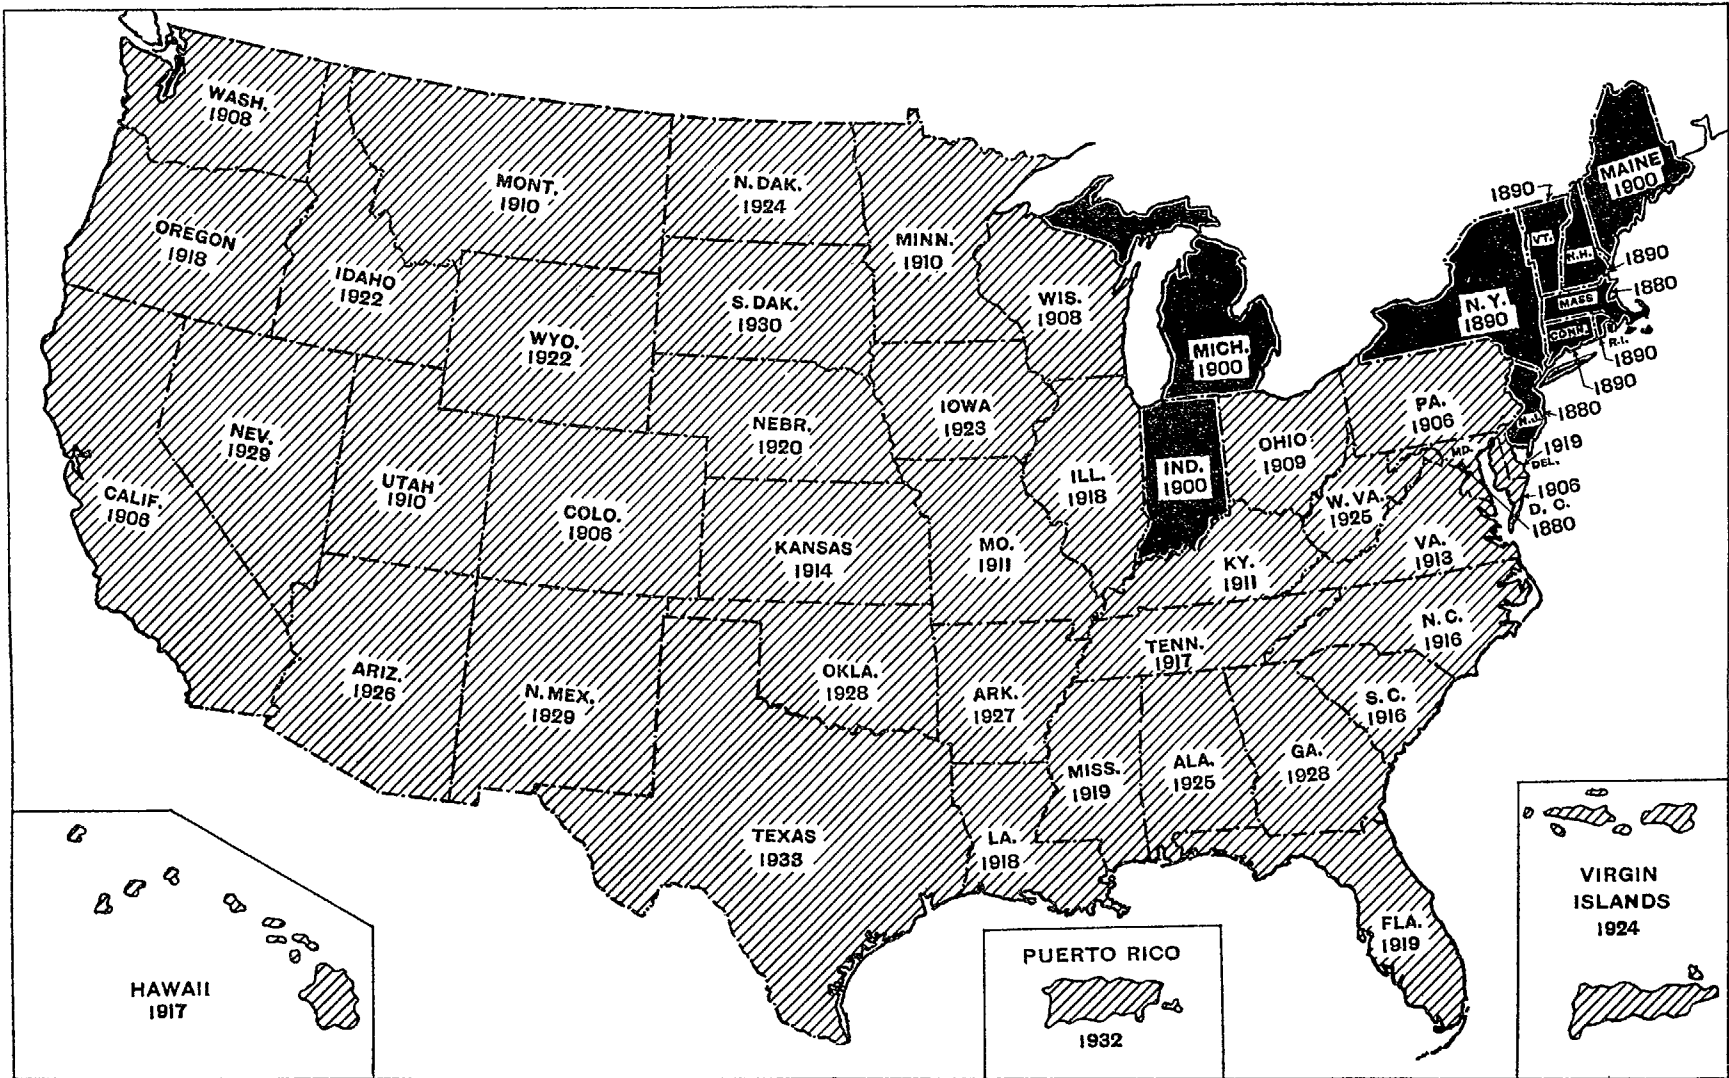 WASH.
1908
OREGON
1918
IDAHO
1922
MONT.
1910
N. DAK.
1924
S. DAK.
1930
MINN.
1910
WIS.
1908
WYO.
1922
NEBR.
1920
IOWA
1923
NEV.
1929
CALIF.
1906
UTAH
1910
COLO.
1906
KANSAS
1914
MO.
1911
ILL.
1918
IND.
1900
MICH.
1900
OHIO
1909
KY.
1911
TENN.
1917
W. VA.
1925
VA.
1913
N. C.
1916
S. C.
1916
GA.
1928
FLA.
1919
ALA.
1925
MISS.
1919
LA.
1918
ARK.
1927
OKLA.
1928
TEXAS
1933
N. MEX.
1929
ARIZ.
1926
PA.
1906
N.Y.
1890
MAINE
1900
1890
VT.
N.H.
1890
MASS
1880
CONN.
1890
R.I.
1890
N.J.
1880
MD.
1919
DEL.
1906
D. C.
1880
HAWAII
1917
PUERTO RICO
1932
VIRGIN
ISLANDS
1924